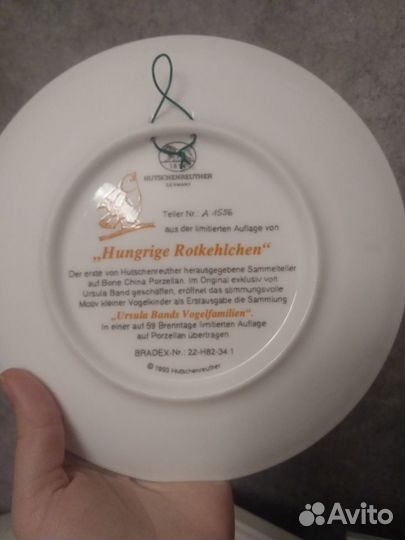 HUTSCHENREUTHER
GERMANY
Teller Nr.: A 1556
aus der limitierten Auflage von
„Hungrige Rotkehlchen“
Der erste von Hutschenreuther herausgegebene Sammelteller
auf Bone China Porzellan. Im Original exklusiv von
Ursula Band geschaffen, eröffnet das stimmungsvolle
Motiv kleiner Vogelkinder als Erstausgabe die Sammlung
„Ursula Bands Vogelfamilien“.
In einer auf 59 Brenntage limitierten Auflage
auf Porzellan übertragen.
BRADEX-Nr.: 22-H82-34.1
© 1993 Hutschenreuther
Avito